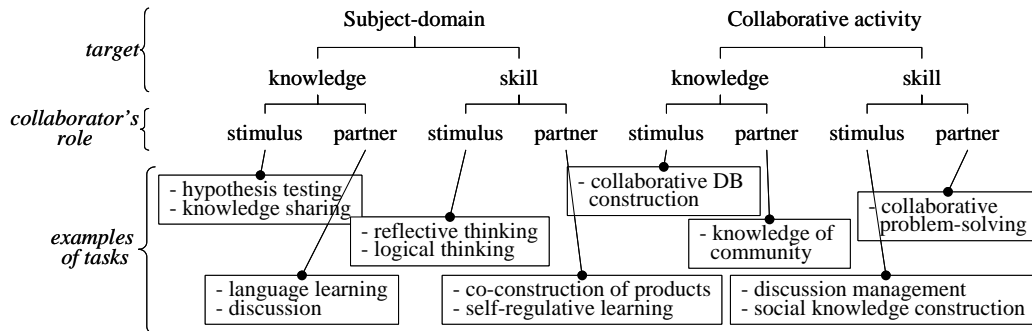 Subject-domain Collaborative activity
target
knowledge skill knowledge skill
collaborator's
role
stimulus partner stimulus partner stimulus partner stimulus partner
- hypothesis testing
- knowledge sharing
- collaborative DB
construction
- collaborative
problem-solving
- reflective thinking
- logical thinking
- knowledge of
community
examples
of tasks
- language learning
- discussion
- co-construction of products
- self-regulative learning
- discussion management
- social knowledge construction